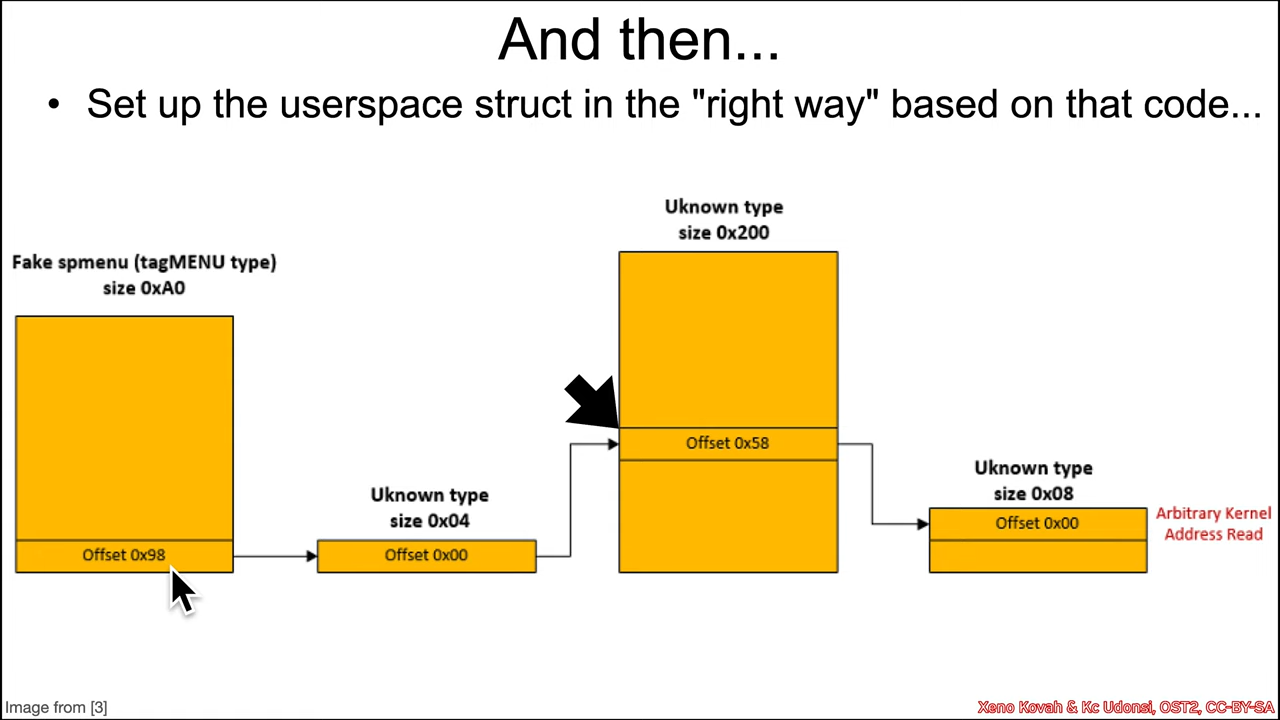 And then...
• Set up the userspace struct in the "right way" based on that code...
Fake spmenu (tagMENU type)
size 0xA0
Offset 0x98
Uknown type
size 0x04
Offset 0x00
Uknown type
size 0x200
Offset 0x58
Uknown type
size 0x08
Offset 0x00
Arbitrary Kernel
Address Read
Image from [3]
Xeno Kovah & Kc Udonsi, OST2, CC-BY-SA